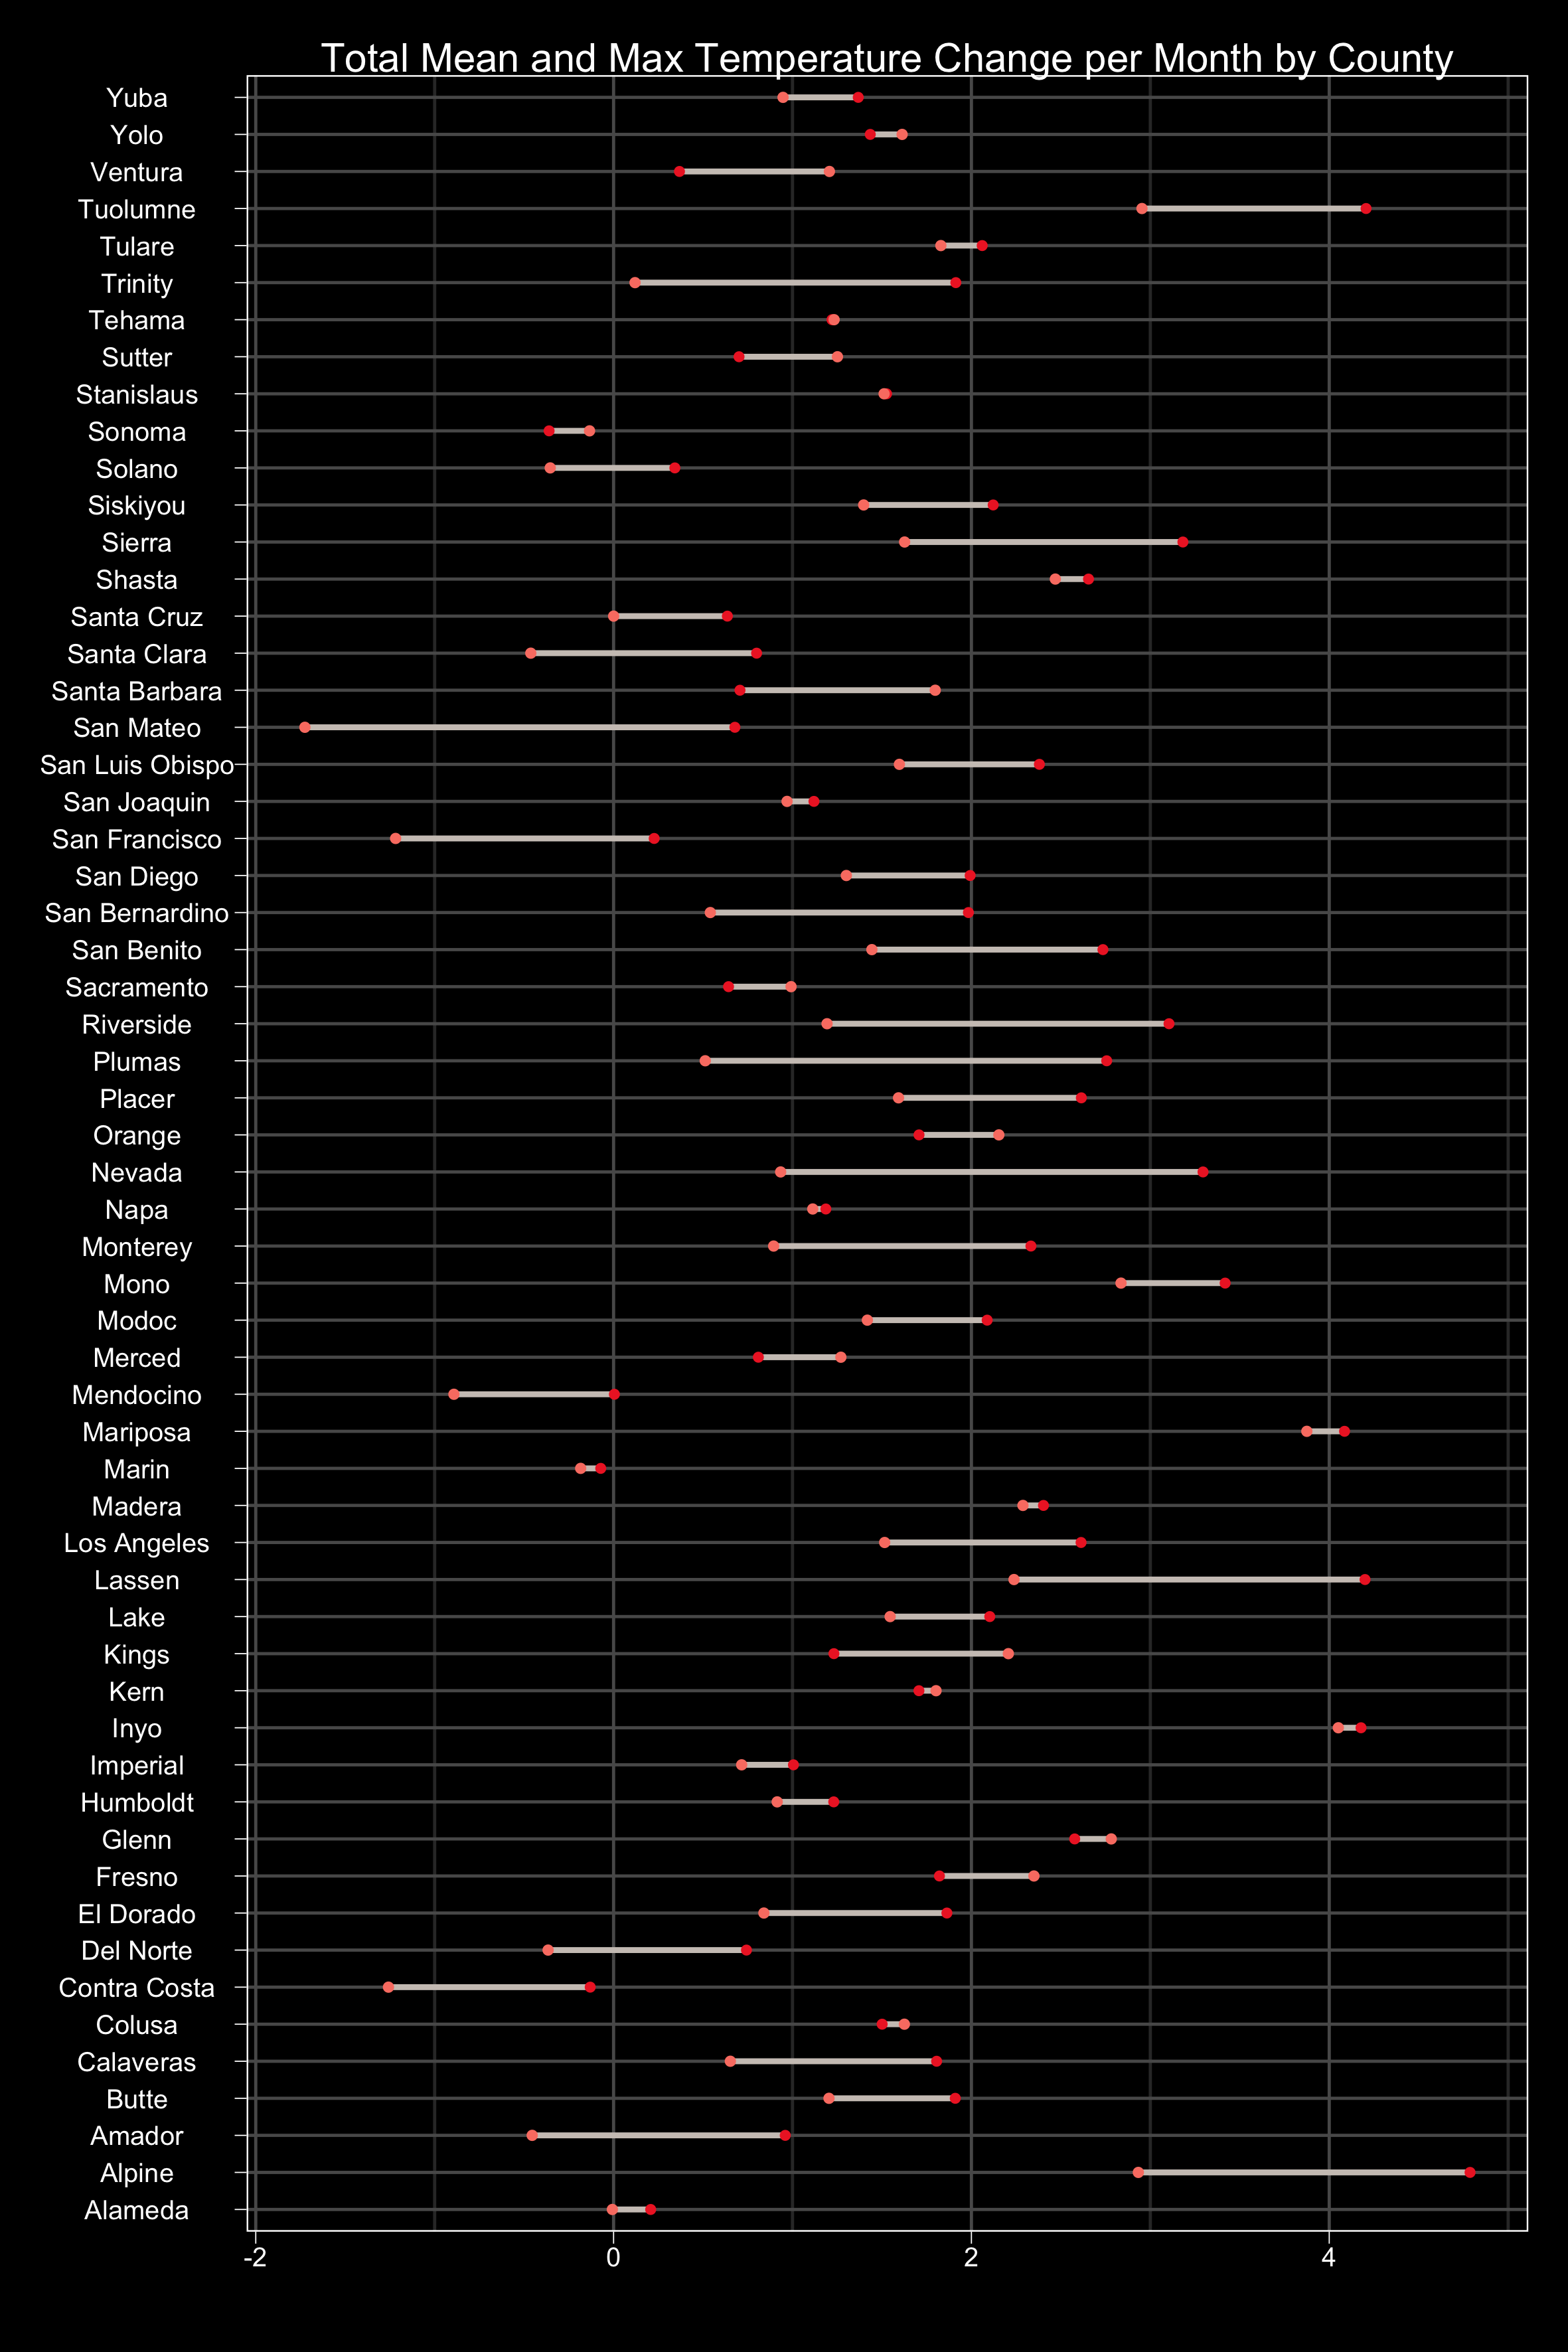 Total Mean and Max Temperature Change per Month by County
Yuba
Yolo
Ventura
Tuolumne
Tulare
Trinity
Tehama
Sutter
Stanislaus
Sonoma
Solano
Siskiyou
Sierra
Shasta
Santa Cruz
Santa Clara
Santa Barbara
San Mateo
San Luis Obispo
San Joaquin
San Francisco
San Diego
San Bernardino
San Benito
Sacramento
Riverside
Plumas
Placer
Orange
Nevada
Napa
Monterey
Mono
Modoc
Merced
Mendocino
Mariposa
Marin
Madera
Los Angeles
Lassen
Lake
Kings
Kern
Inyo
Imperial
Humboldt
Glenn
Fresno
El Dorado
Del Norte
Contra Costa
Colusa
Calaveras
Butte
Amador
Alpine
Alameda
-2 0 2 4